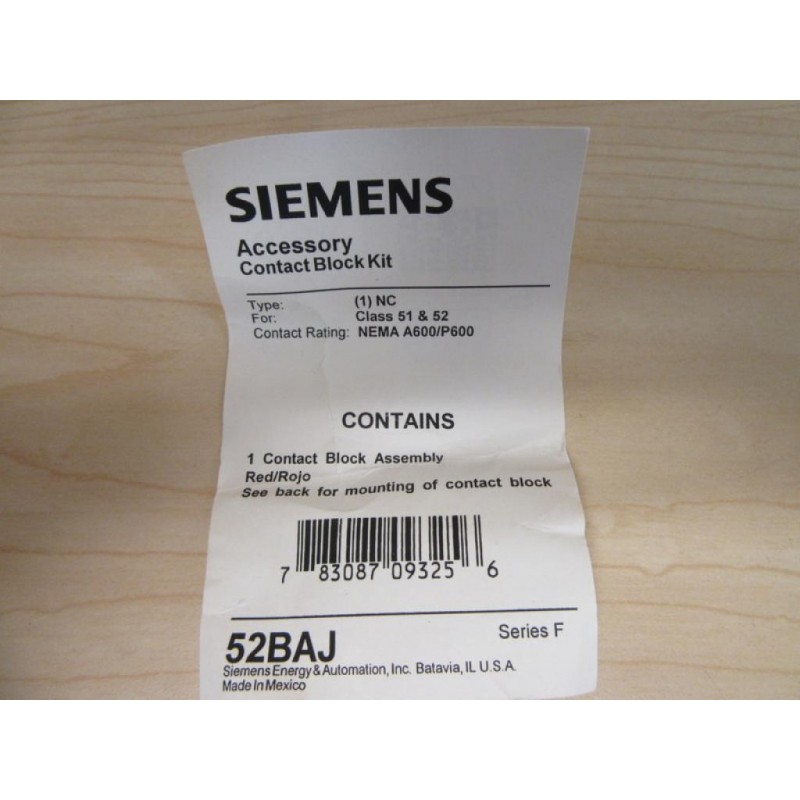 SIEMENS
Accessory
Contact Block Kit
Type: (1) NC
For: Class 51 & 52
Contact Rating: NEMA A600/P600
CONTAINS
1 Contact Block Assembly
Red/Rojo
See back for mounting of contact block
7 83087 09325 6
52BAJ Series F
Siemens Energy & Automation, Inc. Batavia, IL U.S.A.
Made In Mexico